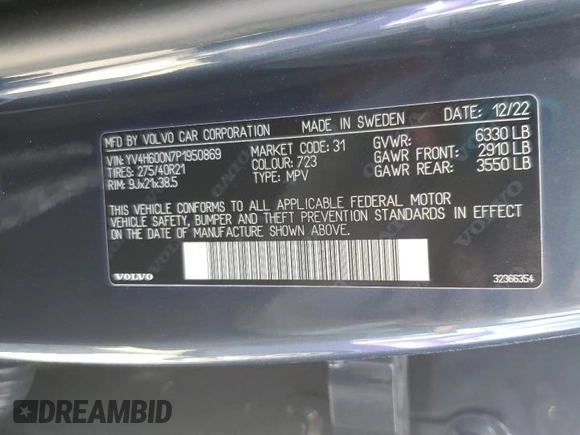 MFD BY VOLVO CAR CORPORATION MADE IN SWEDEN DATE: 12/22
VIN: YV4H600N7P1950869 MARKET CODE: 31 GVWR: 6330 LB
TIRES: 275/40R21 COLOUR: 723 GAWR FRONT: 2910 LB
RIM: 9Jx21x38.5 TYPE: MPV GAWR REAR: 3550 LB
THIS VEHICLE CONFORMS TO ALL APPLICABLE FEDERAL MOTOR
VEHICLE SAFETY, BUMPER AND THEFT PREVENTION STANDARDS IN EFFECT
ON THE DATE OF MANUFACTURE SHOWN ABOVE.
VOLVO 32366354
DREAMBID